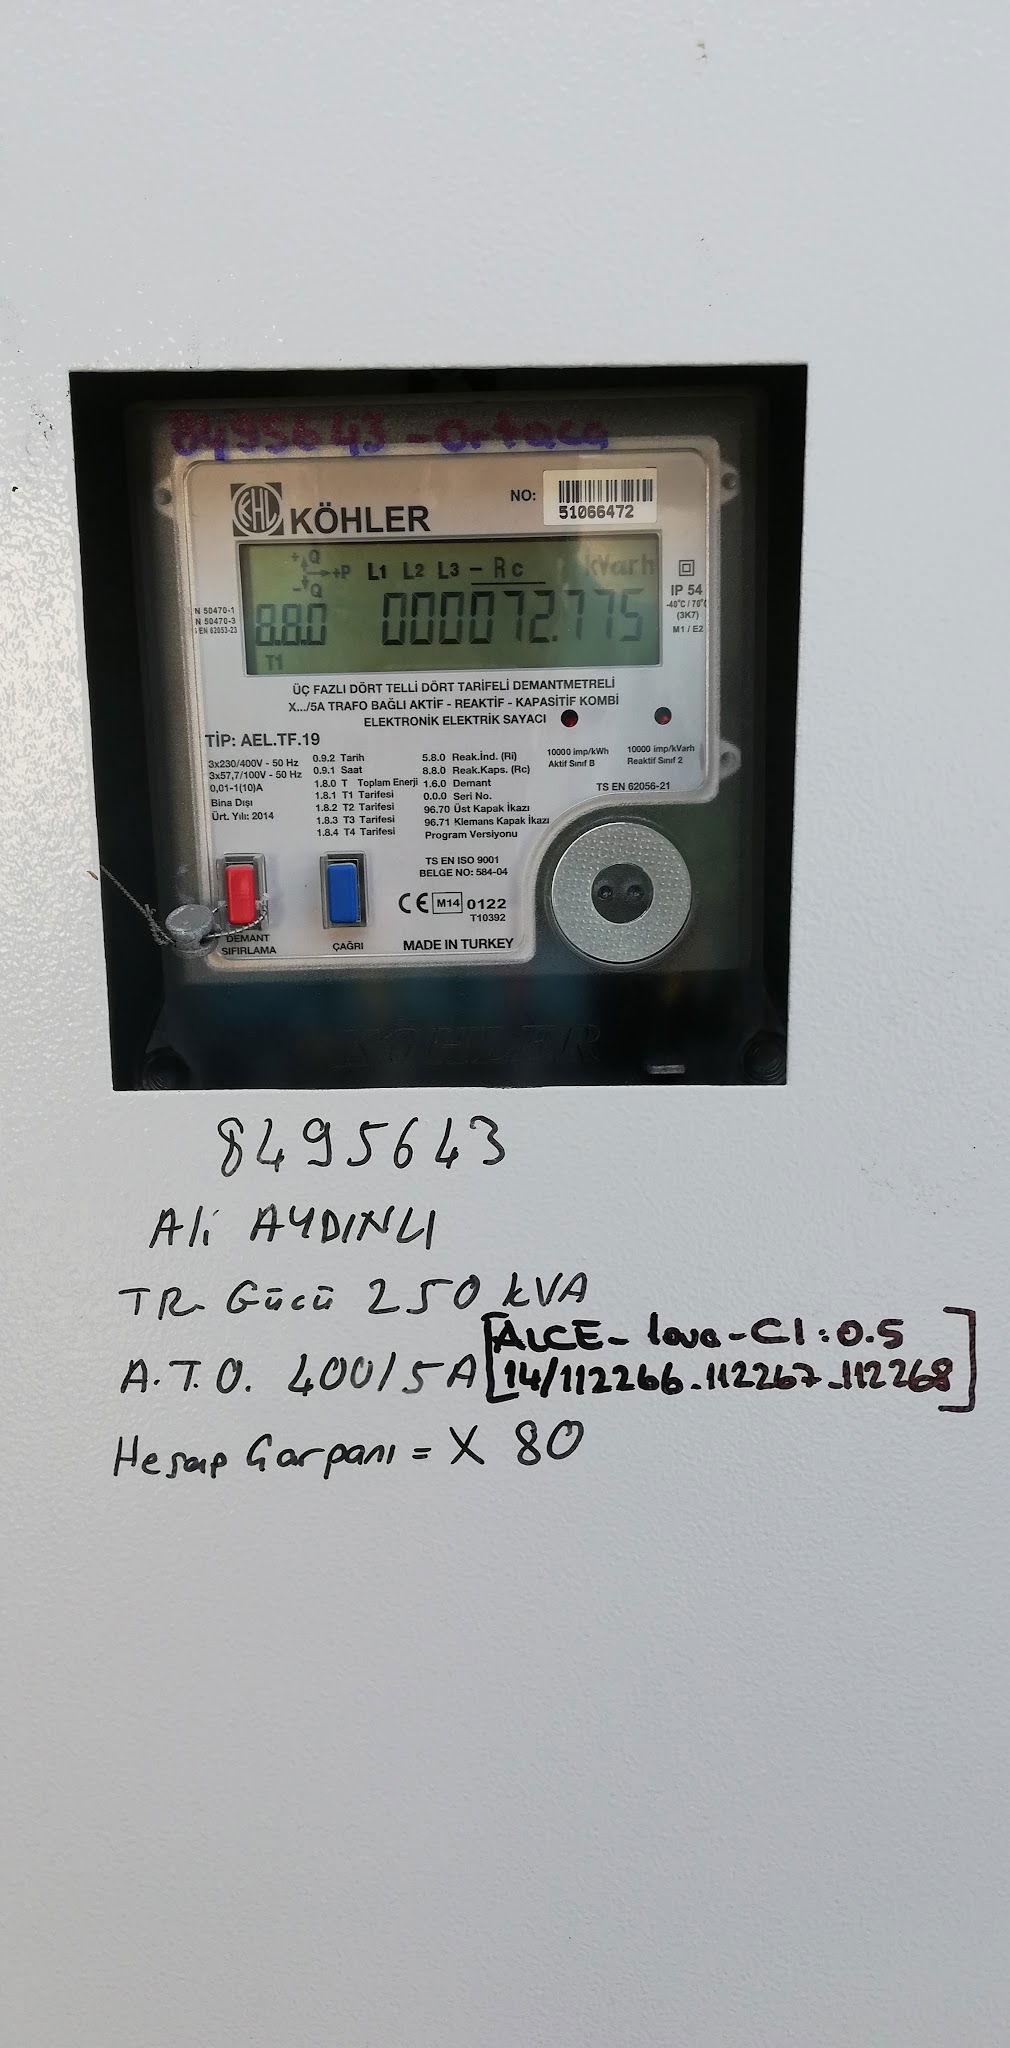 8495643 - Ortaca
KHL KÖHLER
NO: 51066472
+Q +P -Q L1 L2 L3 - Rc kVarh
8.8.0 000072.775
T1
N 50470-1
N 50470-3
EN 62053-23
IP 54
-40°C / 70°C
(3K7)
M1 / E2
ÜÇ FAZLI DÖRT TELLİ DÖRT TARİFELİ DEMANTMETRELİ
X.../5A TRAFO BAĞLI AKTİF - REAKTİF - KAPASİTİF KOMBİ
ELEKTRONİK ELEKTRİK SAYACI
TİP: AEL.TF.19
3x230/400V - 50 Hz
3x57,7/100V - 50 Hz
0,01-1(10)A
Bina Dışı
Ürt. Yılı: 2014
0.9.2 Tarih
0.9.1 Saat
1.8.0 T Toplam Enerji
1.8.1 T1 Tarifesi
1.8.2 T2 Tarifesi
1.8.3 T3 Tarifesi
1.8.4 T4 Tarifesi
5.8.0 Reak.İnd. (Ri)
8.8.0 Reak.Kaps. (Rc)
1.6.0 Demant
0.0.0 Seri No.
96.70 Üst Kapak İkazı
96.71 Klemans Kapak İkazı
Program Versiyonu
10000 imp/kWh
Aktif Sınıf B
10000 imp/kVarh
Reaktif Sınıf 2
TS EN 62056-21
TS EN ISO 9001
BELGE NO: 584-04
CE M14 0122
T10392
DEMANT
SIFIRLAMA
ÇAĞRI
MADE IN TURKEY
KÖHLER
8495643
Ali AYDINLI
TR. Gücü 250 kVA
A.T.O. 400/5A [ALCE- lova-Cl:0.5
14/112266-112267-112268]
Hesap Çarpanı = X 80